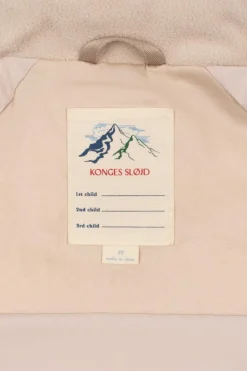 KONGES SLØJD
1st child
2nd child
3rd child